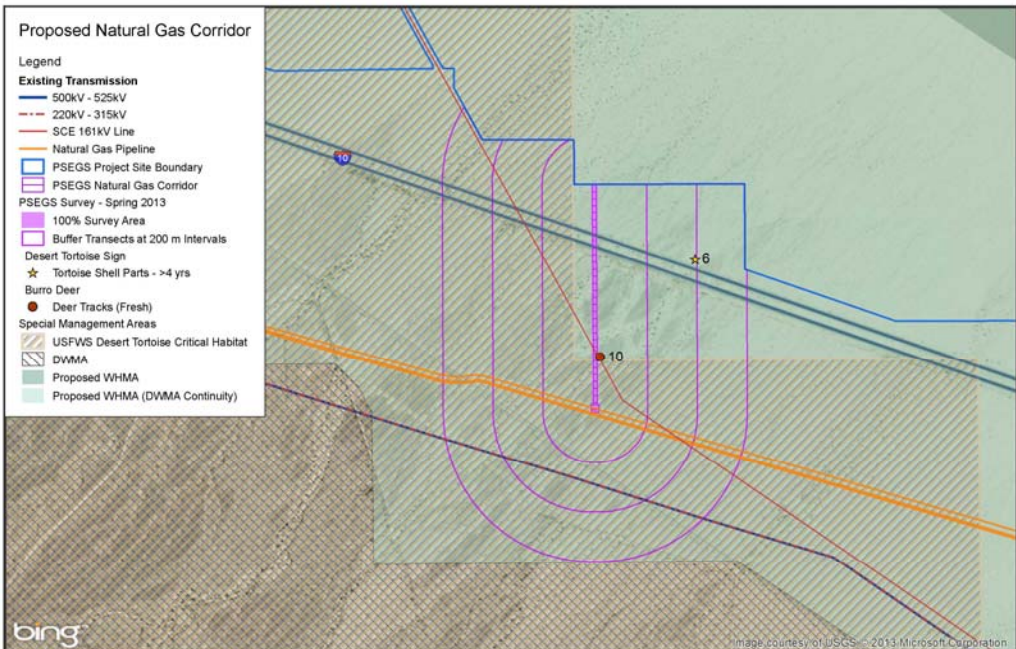 Proposed Natural Gas Corridor
Legend
Existing Transmission
500kV - 525kV
220kV - 315kV
SCE 161kV Line
Natural Gas Pipeline
PSEGS Project Site Boundary
PSEGS Natural Gas Corridor
PSEGS Survey - Spring 2013
100% Survey Area
Buffer Transects at 200 m Intervals
Desert Tortoise Sign
Tortoise Shell Parts - >4 yrs
Burro Deer
Deer Tracks (Fresh)
Special Management Areas
USFWS Desert Tortoise Critical Habitat
DWMA
Proposed WHMA
Proposed WHMA (DWMA Continuity)
10
6
10
bing™
Image courtesy of USGS © 2013 Microsoft Corporation